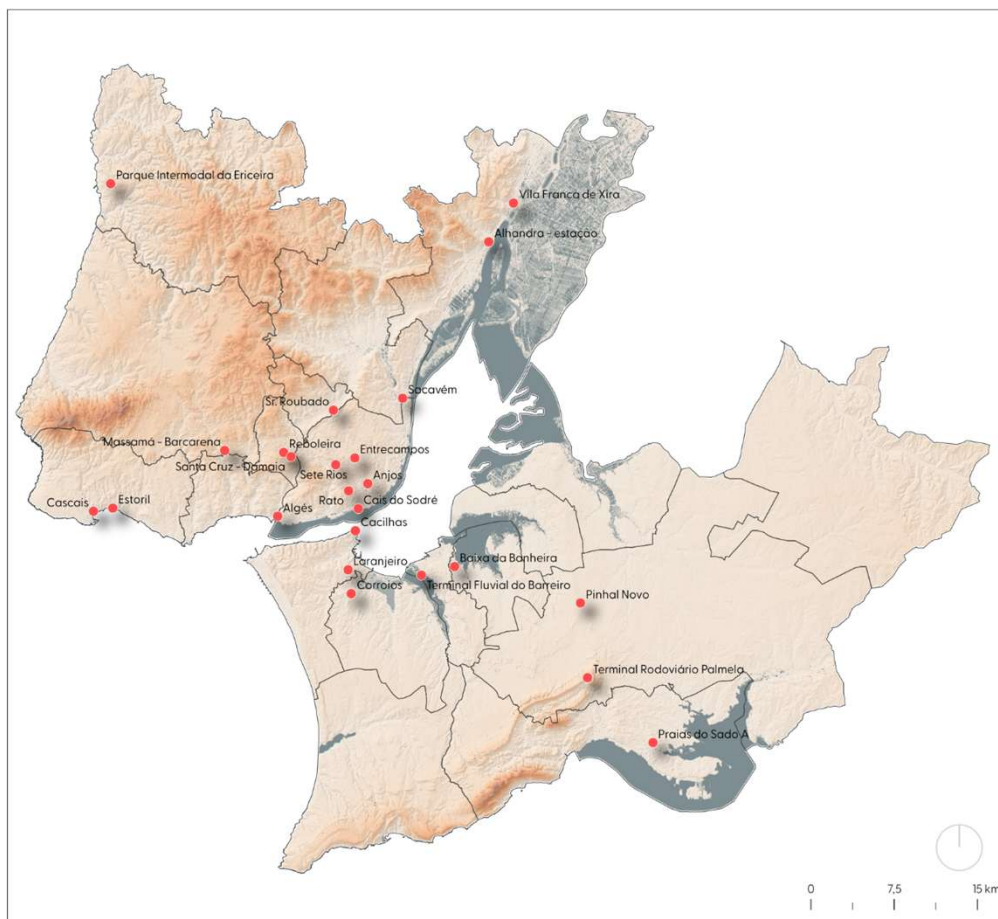 Parque Intermodal da Ericeira
Vila Franca de Xira
Alhandra - estação
Sacavém
Sr. Roubado
Massamá - Barcarena
Reboleira
Entrecampos
Santa Cruz - Damaia
Sete Rios
Anjos
Rato
Cascais
Estoril
Algés
Cais do Sodré
Cacilhas
Laranjeiro
Baixa da Banheira
Terminal Fluvial do Barreiro
Corroios
Pinhal Novo
Terminal Rodoviário Palmela
Praias do Sado A
0 7,5 15 km